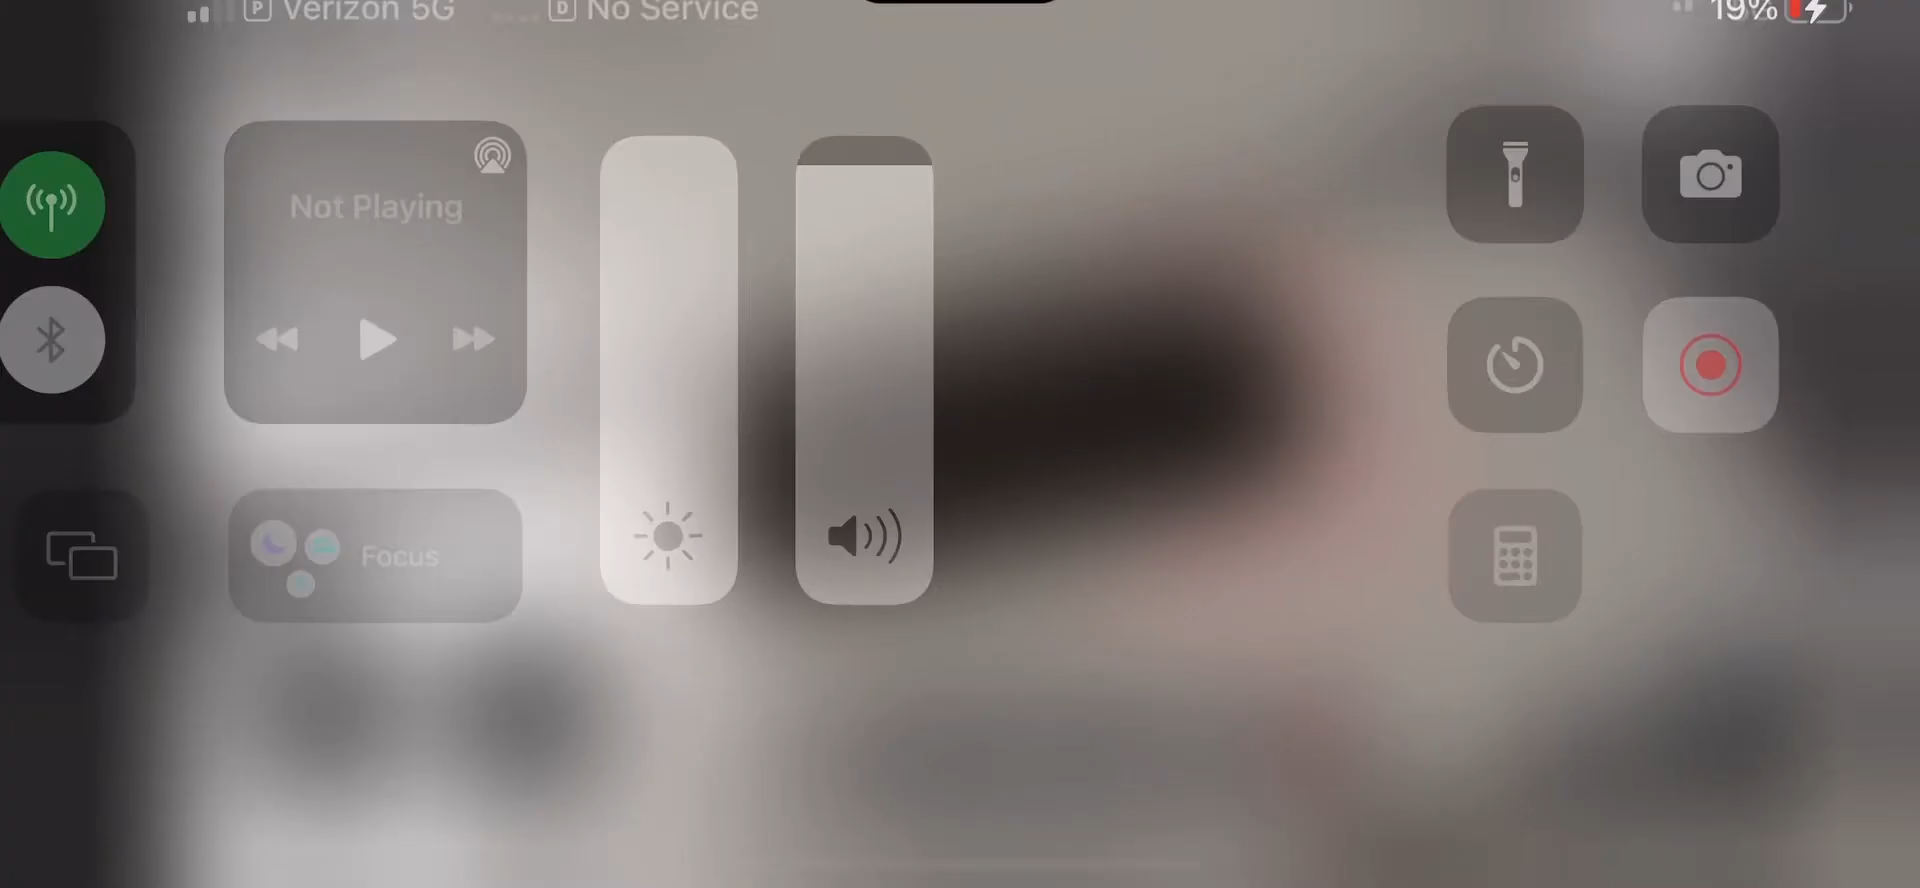 P Verizon 5G
D No Service
19%
Not Playing
Focus